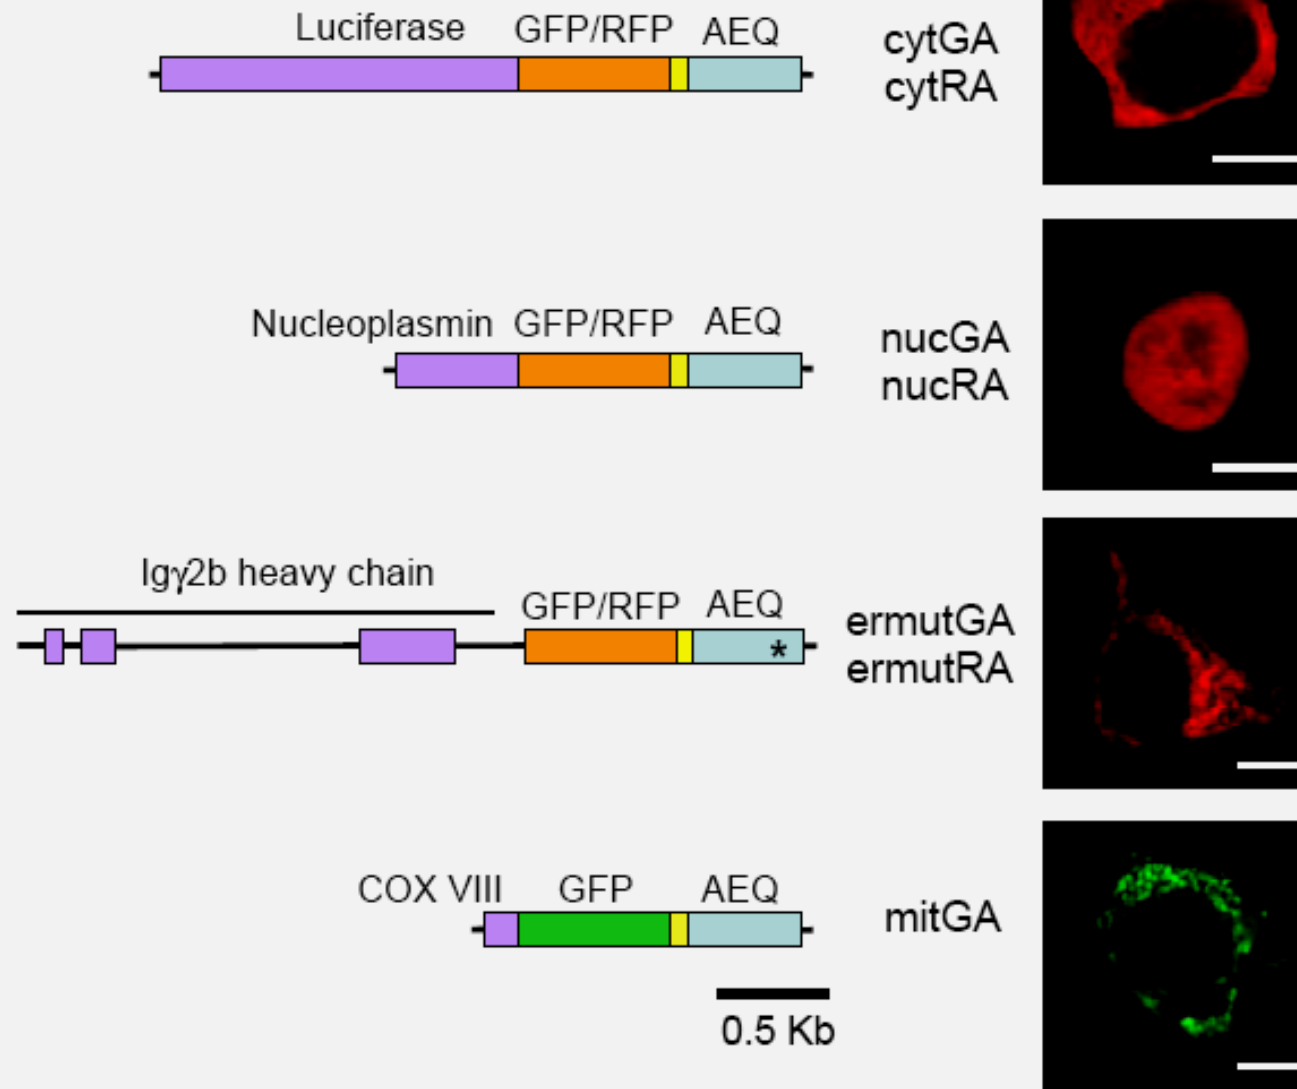 Luciferase GFP/RFP AEQ
cytGA
cytRA
Nucleoplasmin GFP/RFP AEQ
nucGA
nucRA
Igγ2b heavy chain
GFP/RFP AEQ
*
ermutGA
ermutRA
COX VIII GFP AEQ
mitGA
0.5 Kb